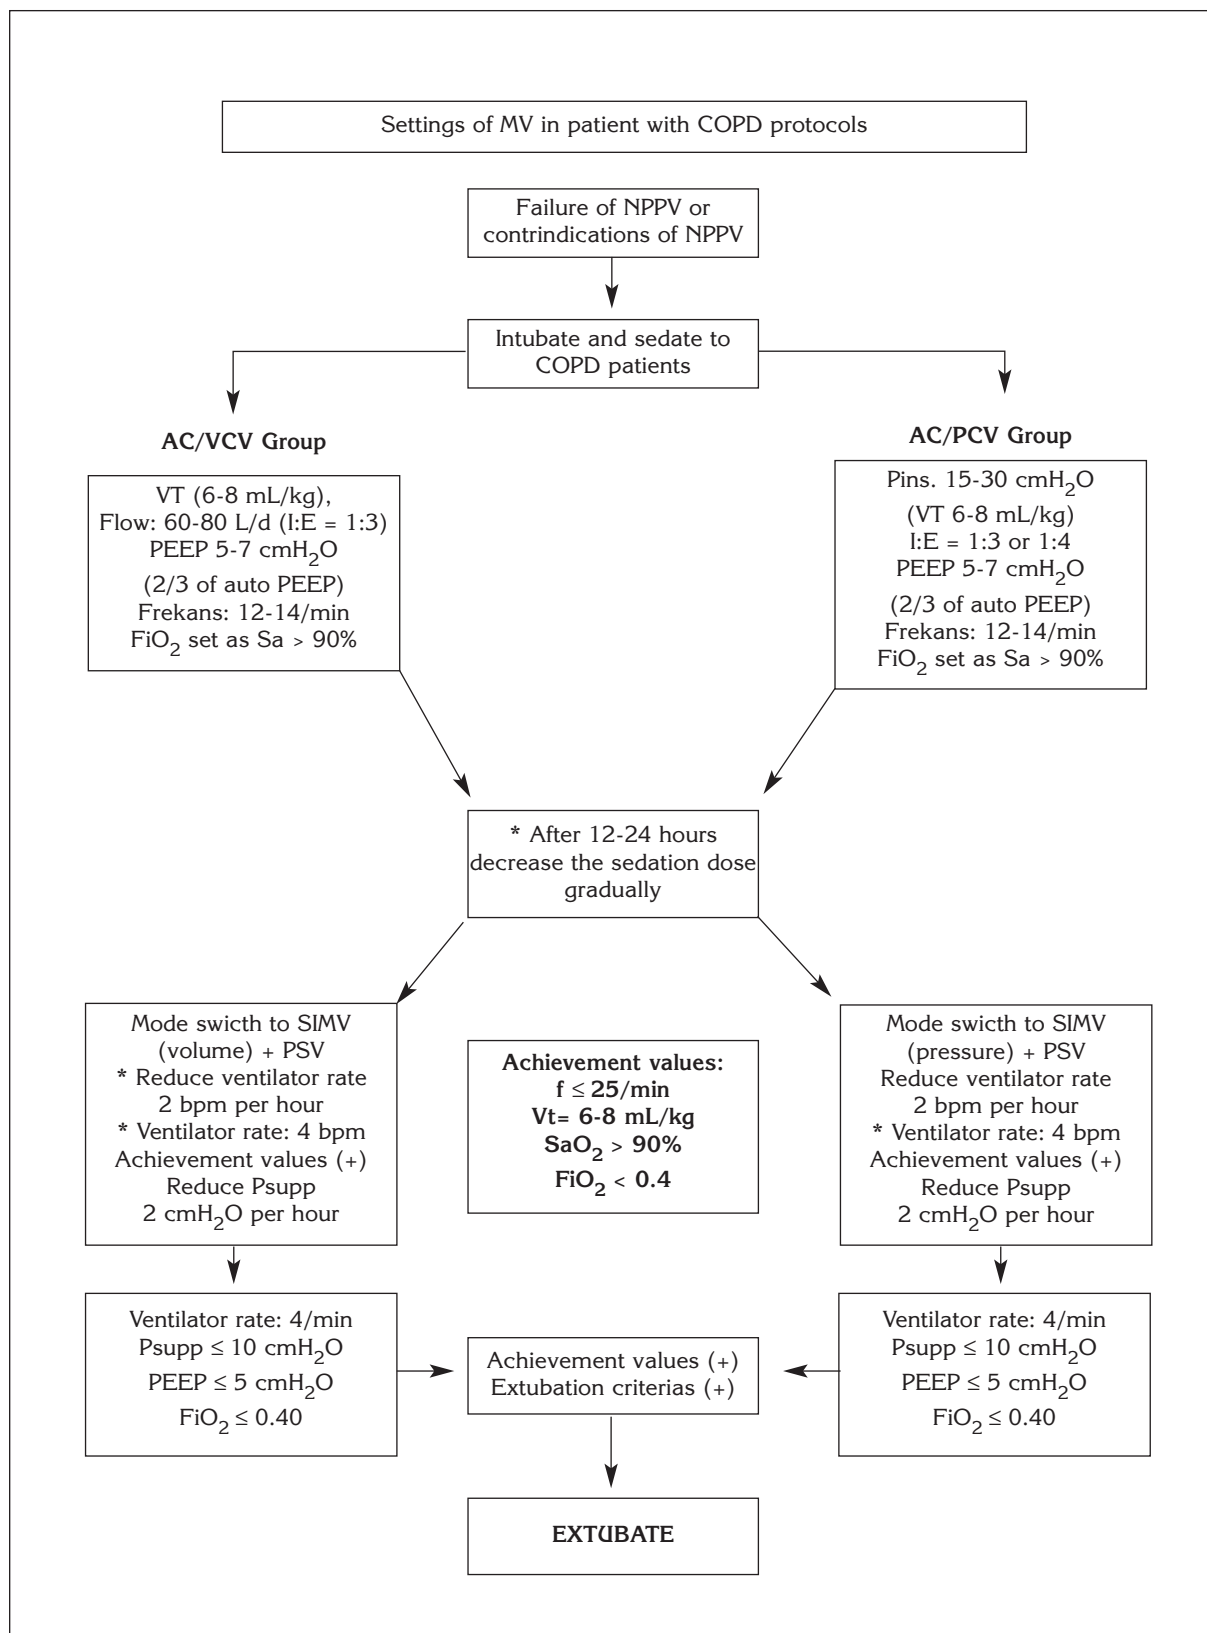 Settings of MV in patient with COPD protocols
Failure of NPPV or
contrindications of NPPV
Intubate and sedate to
COPD patients
AC/VCV Group
VT (6-8 mL/kg),
Flow: 60-80 L/d (I:E = 1:3)
PEEP 5-7 cmH₂O
(2/3 of auto PEEP)
Frekans: 12-14/min
FiO₂ set as Sa > 90%
AC/PCV Group
Pins. 15-30 cmH₂O
(VT 6-8 mL/kg)
I:E = 1:3 or 1:4
PEEP 5-7 cmH₂O
(2/3 of auto PEEP)
Frekans: 12-14/min
FiO₂ set as Sa > 90%
* After 12-24 hours
decrease the sedation dose
gradually
Mode swicth to SIMV
(volume) + PSV
* Reduce ventilator rate
2 bpm per hour
* Ventilator rate: 4 bpm
Achievement values (+)
Reduce Psupp
2 cmH₂O per hour
Achievement values:
f ≤ 25/min
Vt= 6-8 mL/kg
SaO₂ > 90%
FiO₂ < 0.4
Mode swicth to SIMV
(pressure) + PSV
Reduce ventilator rate
2 bpm per hour
* Ventilator rate: 4 bpm
Achievement values (+)
Reduce Psupp
2 cmH₂O per hour
Ventilator rate: 4/min
Psupp ≤ 10 cmH₂O
PEEP ≤ 5 cmH₂O
FiO₂ ≤ 0.40
Achievement values (+)
Extubation criterias (+)
Ventilator rate: 4/min
Psupp ≤ 10 cmH₂O
PEEP ≤ 5 cmH₂O
FiO₂ ≤ 0.40
EXTUBATE